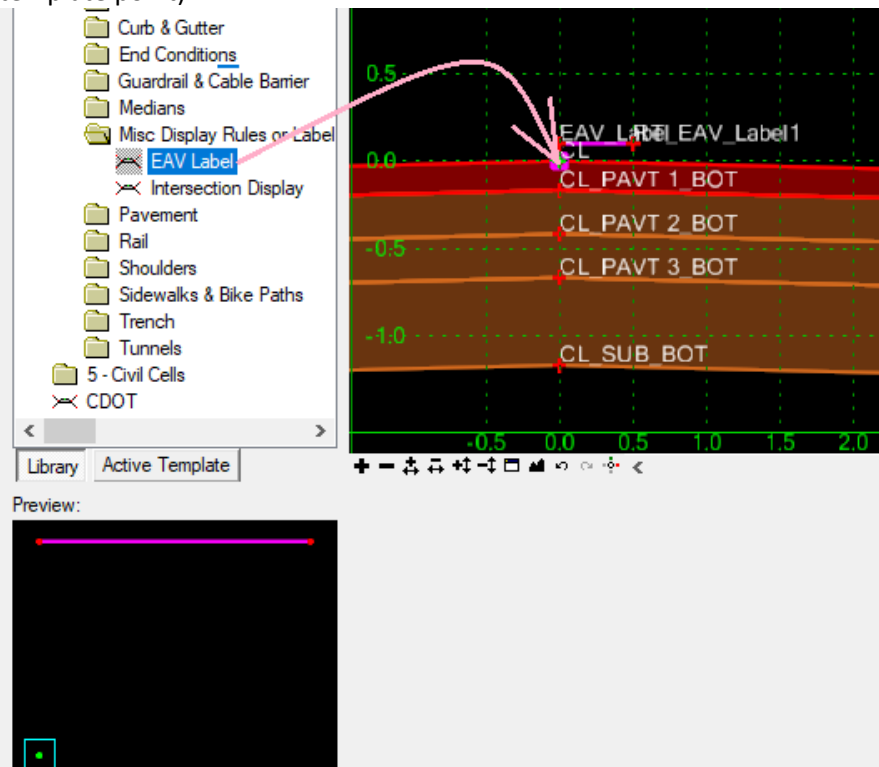 Curb & Gutter
End Conditions
Guardrail & Cable Barrier
Medians
Misc Display Rules or Label
EAV Label
Intersection Display
Pavement
Rail
Shoulders
Sidewalks & Bike Paths
Trench
Tunnels
5 - Civil Cells
CDOT
Library
Active Template
Preview:
0.5
0.0
-0.5
-1.0
CL
CL_PAVT 1_BOT
CL_PAVT 2_BOT
CL_PAVT 3_BOT
CL_SUB_BOT
-0.5 0.0 0.5 1.0 1.5 2.0